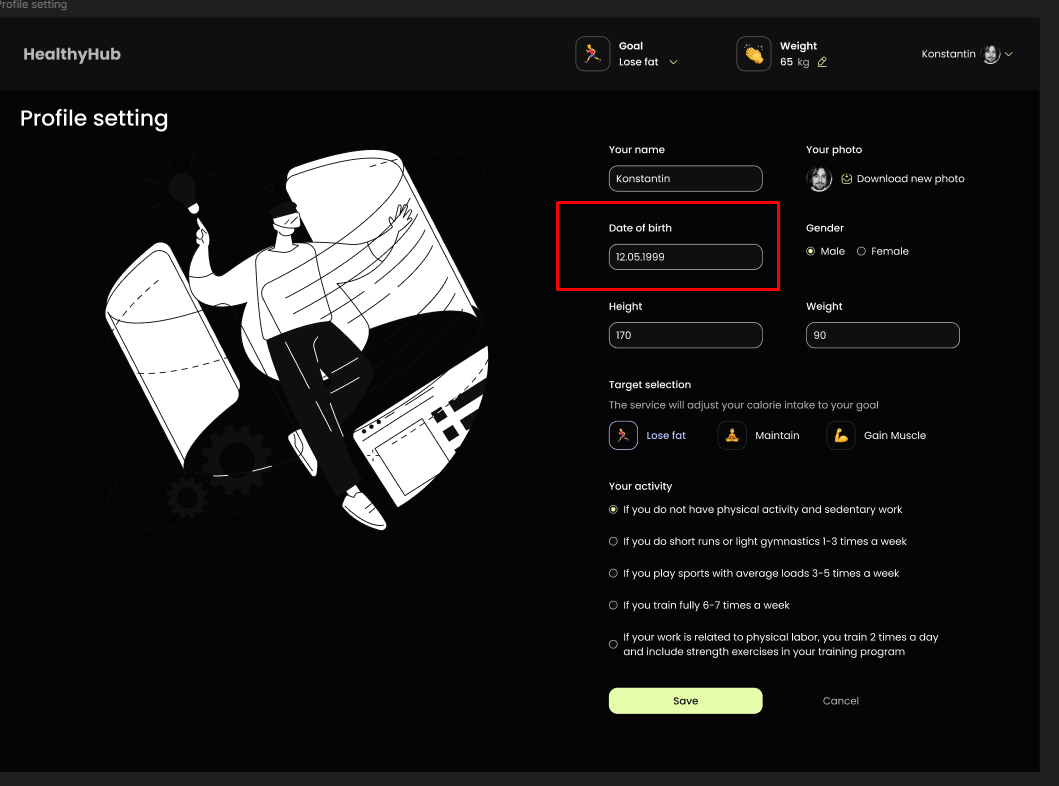 Profile setting
HealthyHub
Goal
Lose fat
Weight
65 kg
Konstantin
Profile setting
Your name
Konstantin
Your photo
Download new photo
Date of birth
12.05.1999
Gender
Male Female
Height
170
Weight
90
Target selection
The service will adjust your calorie intake to your goal
Lose fat Maintain Gain Muscle
Your activity
If you do not have physical activity and sedentary work
If you do short runs or light gymnastics 1-3 times a week
If you play sports with average loads 3-5 times a week
If you train fully 6-7 times a week
If your work is related to physical labor, you train 2 times a day
and include strength exercises in your training program
Save Cancel